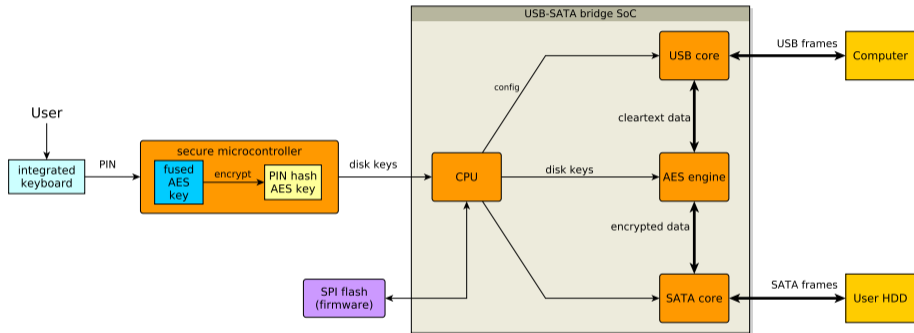 USB-SATA bridge SoC
USB core
USB frames
Computer
config
cleartext data
User
integrated
keyboard
PIN
secure microcontroller
fused
AES
key
encrypt
PIN hash
AES key
disk keys
CPU
disk keys
AES engine
encrypted data
SPI flash
(firmware)
SATA core
SATA frames
User HDD